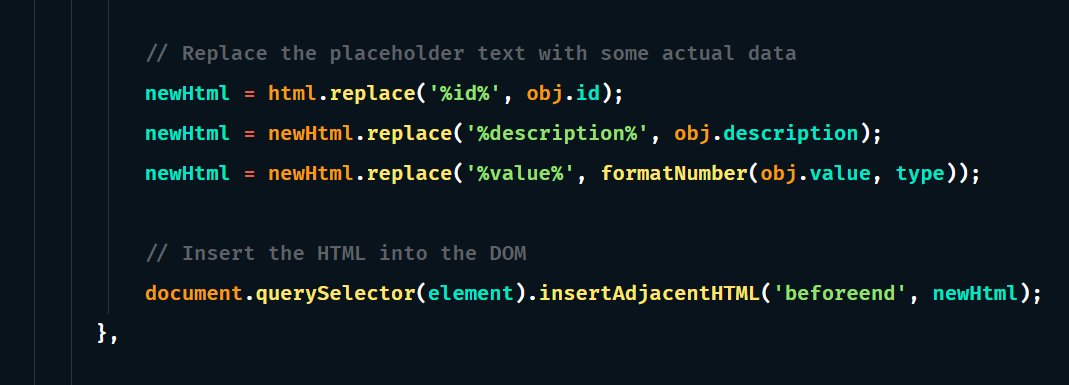 // Replace the placeholder text with some actual data
newHtml = html.replace('%id%', obj.id);
newHtml = newHtml.replace('%description%', obj.description);
newHtml = newHtml.replace('%value%', formatNumber(obj.value, type));
// Insert the HTML into the DOM
document.querySelector(element).insertAdjacentHTML('beforeend', newHtml);
},